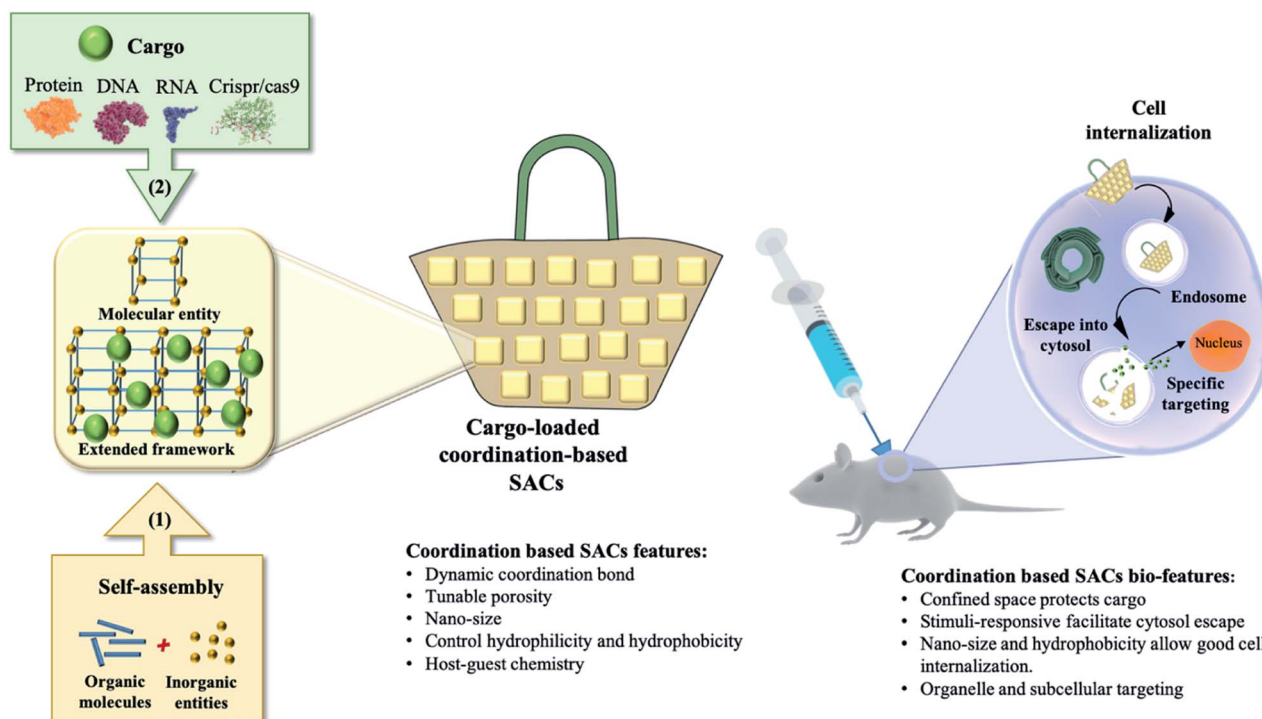 Cargo
Protein DNA RNA Crispr/cas9
(2)
Molecular entity
Extended framework
(1)
Self-assembly
+
Organic
molecules
Inorganic
entities
Cargo-loaded
coordination-based
SACs
Coordination based SACs features:
• Dynamic coordination bond
• Tunable porosity
• Nano-size
• Control hydrophilicity and hydrophobicity
• Host-guest chemistry
Cell
internalization
Endosome
Escape into
cytosol
Nucleus
Specific
targeting
Coordination based SACs bio-features:
• Confined space protects cargo
• Stimuli-responsive facilitate cytosol escape
• Nano-size and hydrophobicity allow good cell
internalization.
• Organelle and subcellular targeting